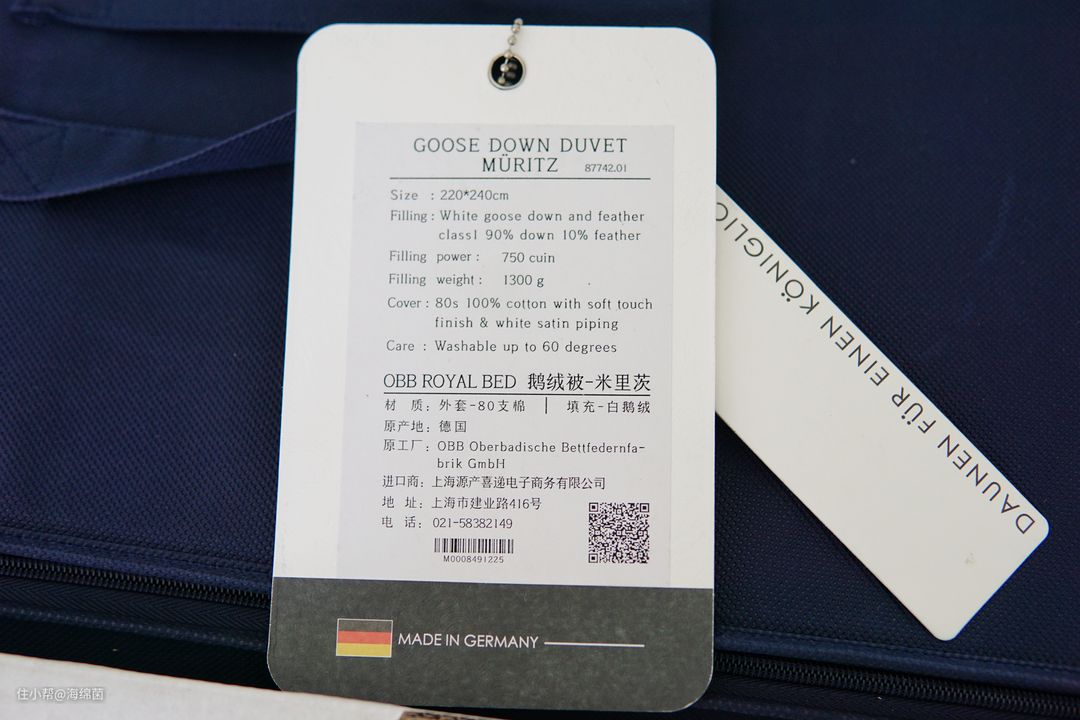 GOOSE DOWN DUVET
MÜRITZ 87742.01
Size : 220*240cm
Filling : White goose down and feather
class1 90% down 10% feather
Filling power : 750 cuin
Filling weight : 1300 g
Cover : 80s 100% cotton with soft touch
finish & white satin piping
Care : Washable up to 60 degrees
OBB ROYAL BED 鹅绒被-米里茨
材 质：外套-80支棉 | 填充-白鹅绒
原产地：德国
原工厂：OBB Oberbadische Bettfedernfa-
brik GmbH
进口商：上海源产喜递电子商务有限公司
地 址：上海市建业路416号
电 话：021-58382149
M0008491225
MADE IN GERMANY
DAUNEN FÜR EINEN KÖNIGLIC
住小帮@海绵菌